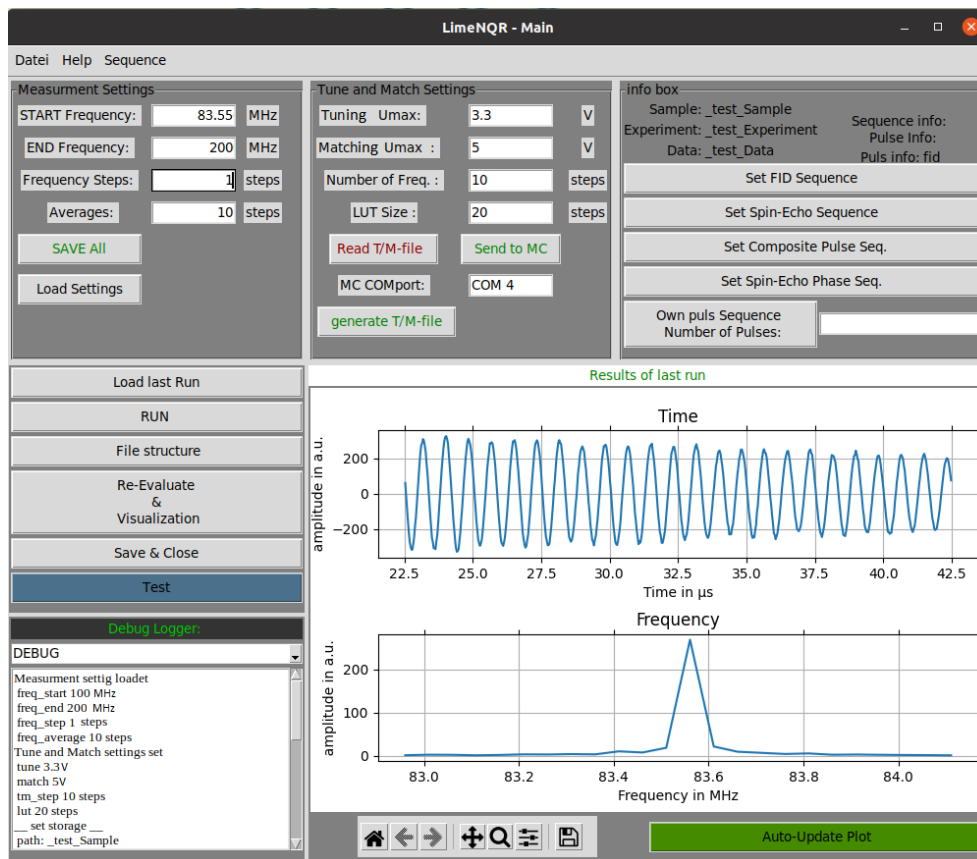 LimeNQR - Main
Datei Help Sequence
Measurment Settings
START Frequency: 83.55 MHz
END Frequency: 200 MHz
Frequency Steps: 1 steps
Averages: 10 steps
SAVE All
Load Settings
Tune and Match Settings
Tuning Umax: 3.3 V
Matching Umax : 5 V
Number of Freq. : 10 steps
LUT Size : 20 steps
Read T/M-file Send to MC
MC COMport: COM 4
generate T/M-file
info box
Sample: _test_Sample
Experiment: _test_Experiment
Data: _test_Data
Sequence info:
Pulse Info:
Puls info: fid
Set FID Sequence
Set Spin-Echo Sequence
Set Composite Pulse Seq.
Set Spin-Echo Phase Seq.
Own puls Sequence
Number of Pulses:
Load last Run
RUN
File structure
Re-Evaluate
&
Visualization
Save & Close
Test
Debug Logger:
DEBUG
Measurment settig loadet
freq_start 100 MHz
freq_end 200 MHz
freq_step 1 steps
freq_average 10 steps
Tune and Match settings set
tune 3.3V
match 5V
tm_step 10 steps
lut 20 steps
__ set storage __
path: _test_Sample
Results of last run
Time
amplitude in a.u.
200
0
−200
22.5 25.0 27.5 30.0 32.5 35.0 37.5 40.0 42.5
Time in µs
Frequency
amplitude in a.u.
200
100
0
83.0 83.2 83.4 83.6 83.8 84.0
Frequency in MHz
Auto-Update Plot